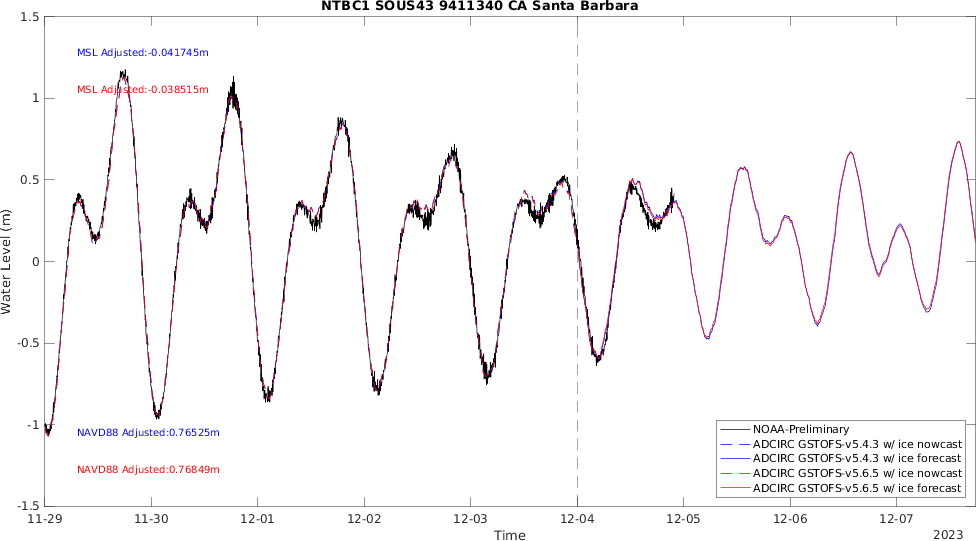 NTBC1 SOUS43 9411340 CA Santa Barbara
1.5
MSL Adjusted:-0.041745m
MSL Adjusted:-0.038515m
1
0.5
0
-0.5
-1
-1.5
Water Level (m)
NAVD88 Adjusted:0.76525m
NAVD88 Adjusted:0.76849m
NOAA-Preliminary
ADCIRC GSTOFS-v5.4.3 w/ ice nowcast
ADCIRC GSTOFS-v5.4.3 w/ ice forecast
ADCIRC GSTOFS-v5.6.5 w/ ice nowcast
ADCIRC GSTOFS-v5.6.5 w/ ice forecast
11-29 11-30 12-01 12-02 12-03 12-04 12-05 12-06 12-07
Time
2023